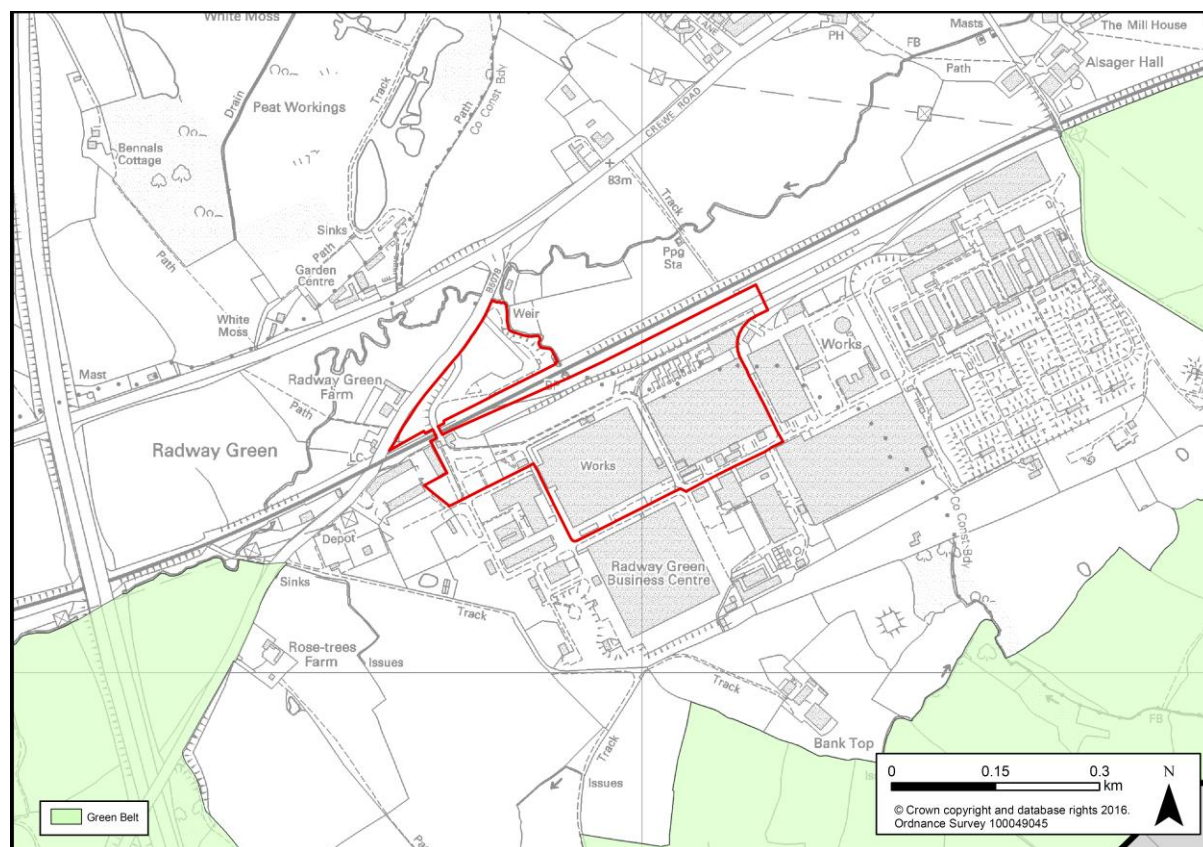 White Moss
LANE
PH
FB
Masts
The Mill House
Path
Alsager Hall
Drain
Peat Workings
Track
Path
Co Const Bdy
CREWE ROAD
Bennals
Cottage
83m
Track
Sinks
Path
Path
Garden
Centre
B5078
Ppg
Sta
White
Moss
Weir
Mast
Radway Green
Farm
Path
Works
Radway Green
LC
Works
Depot
Co Const Bdy
Radway Green
Business Centre
Sinks
Track
Rose-trees
Farm
Issues
Track
Bank Top
FB
Track
Issues
0 0.15 0.3
km
N
© Crown copyright and database rights 2016.
Ordnance Survey 100049045
Green Belt